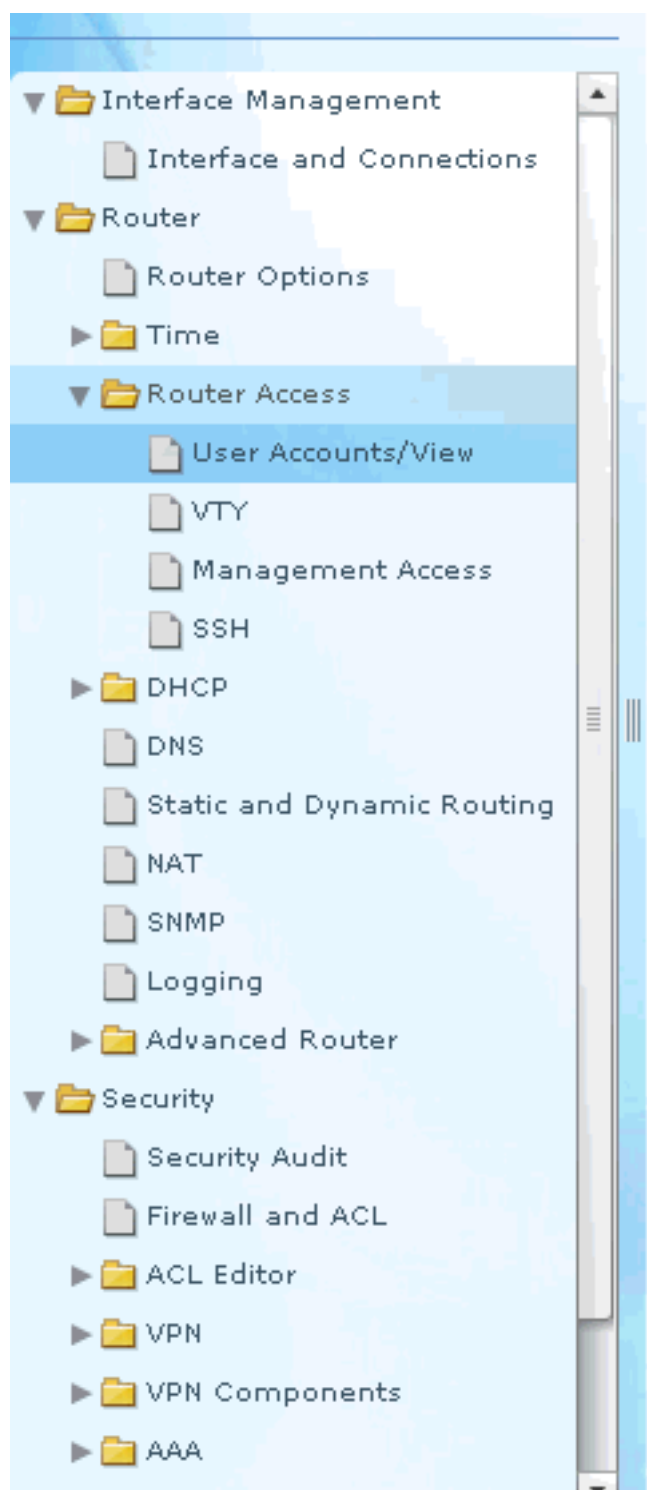 Interface Management
Interface and Connections
Router
Router Options
Time
Router Access
User Accounts/View
VTY
Management Access
SSH
DHCP
DNS
Static and Dynamic Routing
NAT
SNMP
Logging
Advanced Router
Security
Security Audit
Firewall and ACL
ACL Editor
VPN
VPN Components
AAA